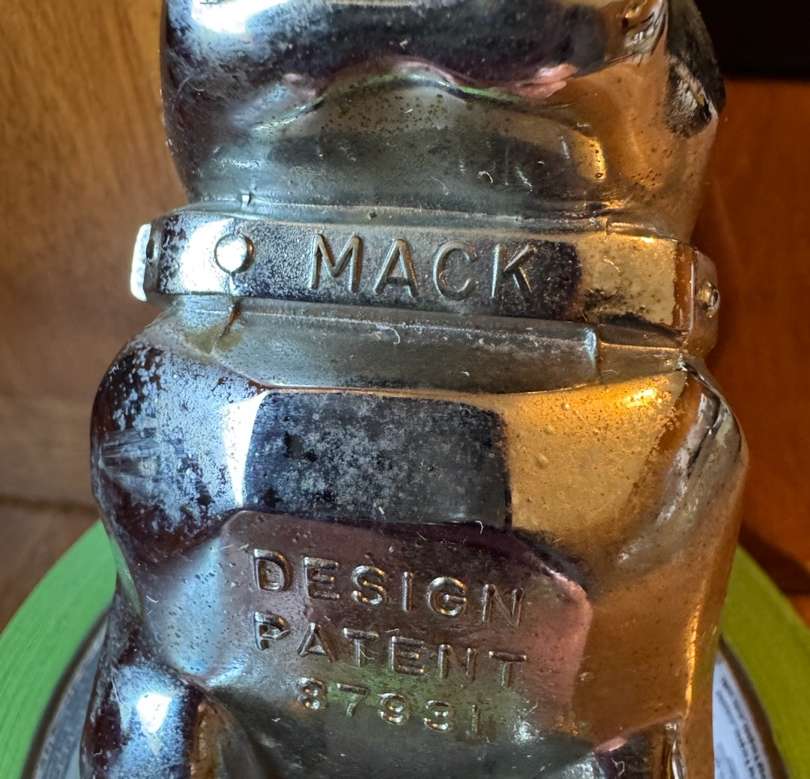 MACK
DESIGN
PATENT
87931